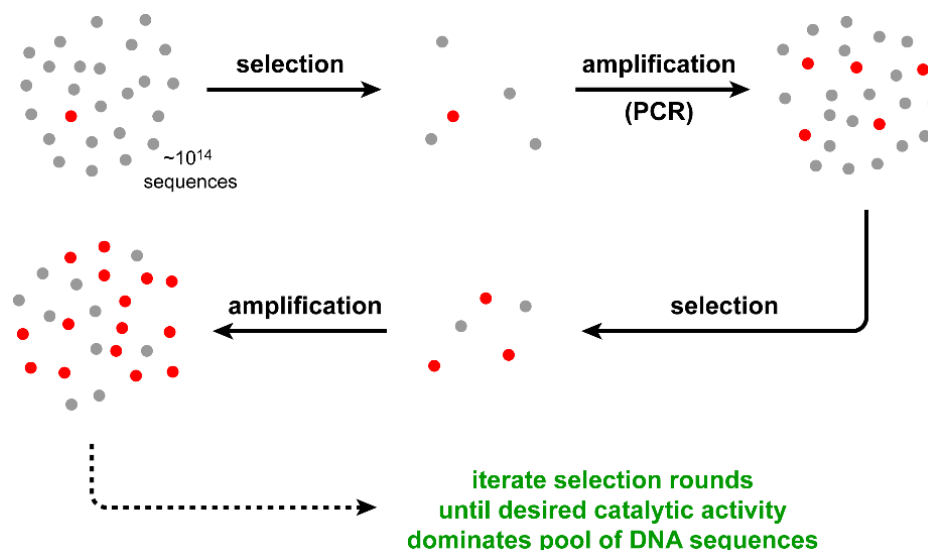 selection
amplification
(PCR)
~10¹⁴
sequences
amplification
selection
iterate selection rounds
until desired catalytic activity
dominates pool of DNA sequences